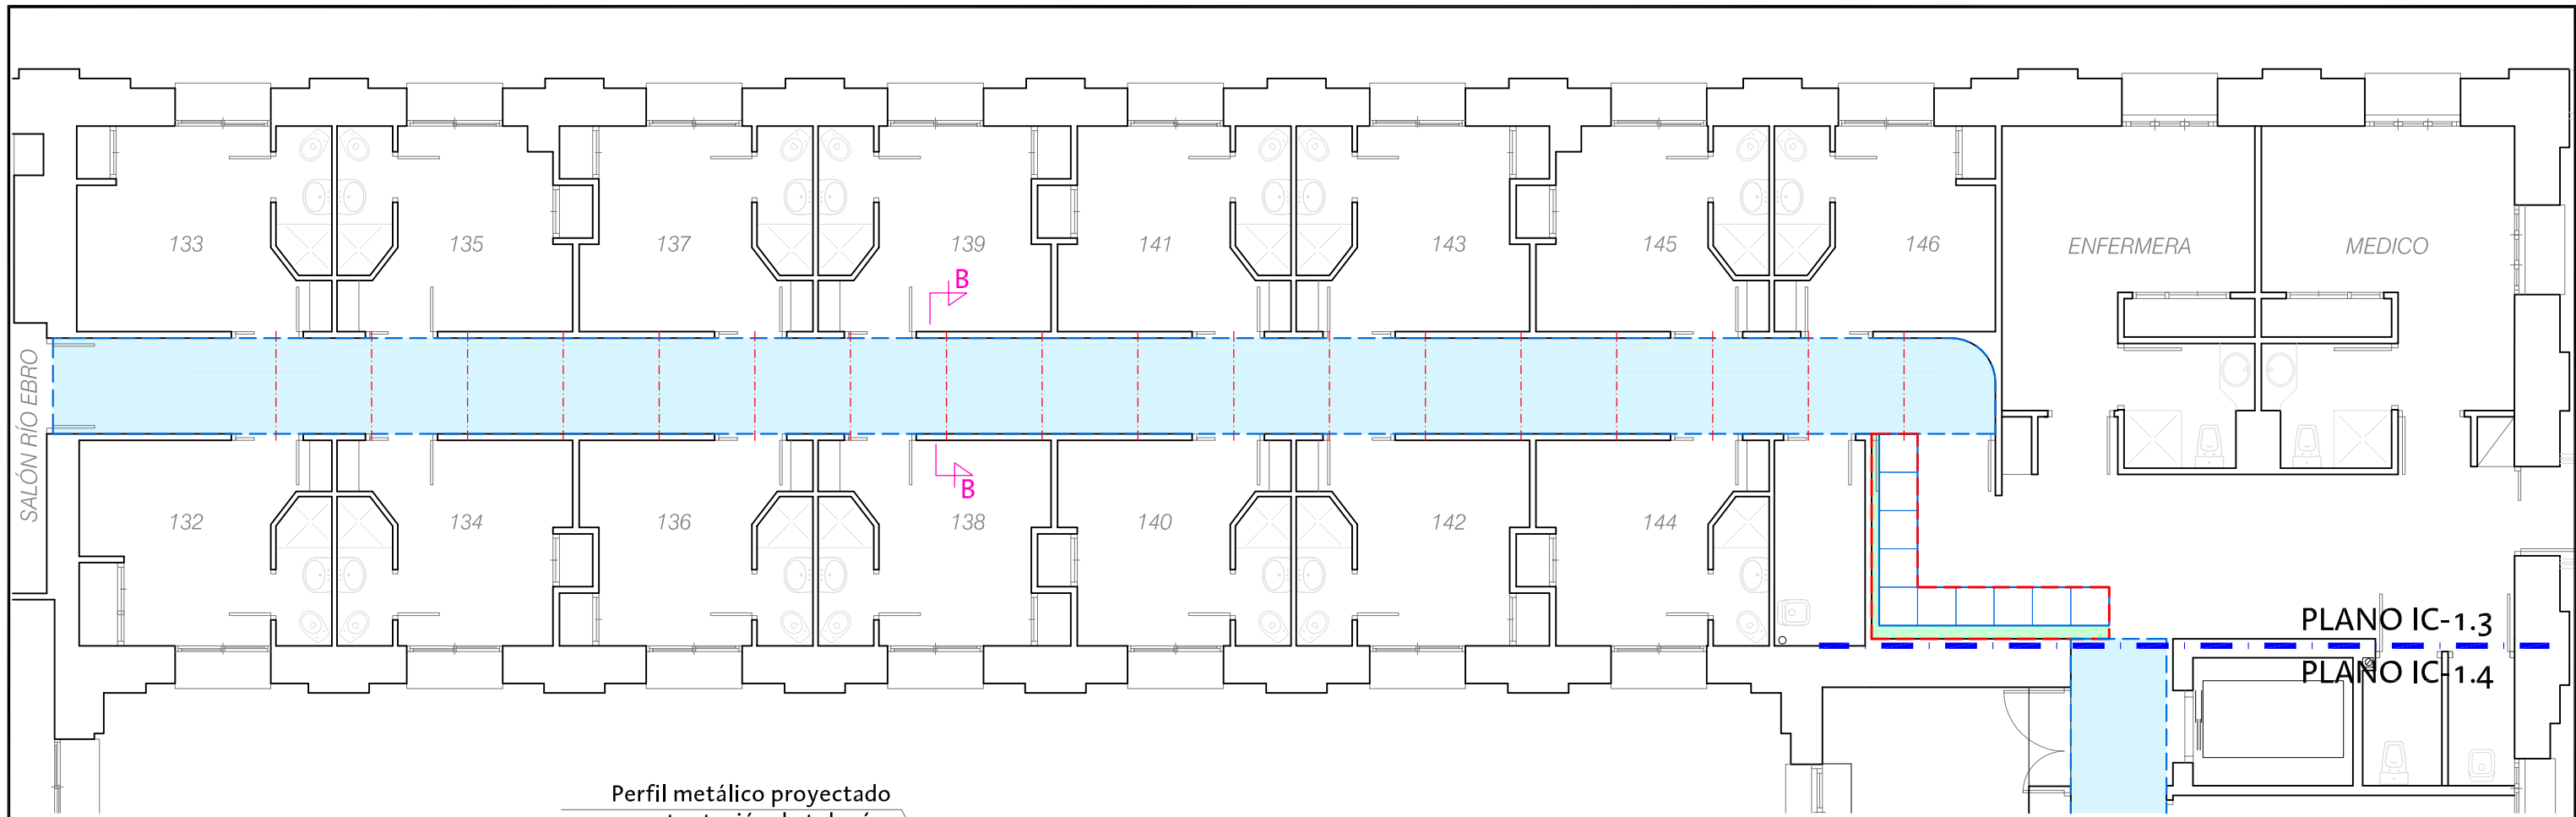 133
135
137
139
141
143
145
146
ENFERMERA
MEDICO
B
SALÓN RÍO EBRO
B
132
134
136
138
140
142
144
PLANO IC-1.3
PLANO IC-1.4
Perfil metálico proyectado